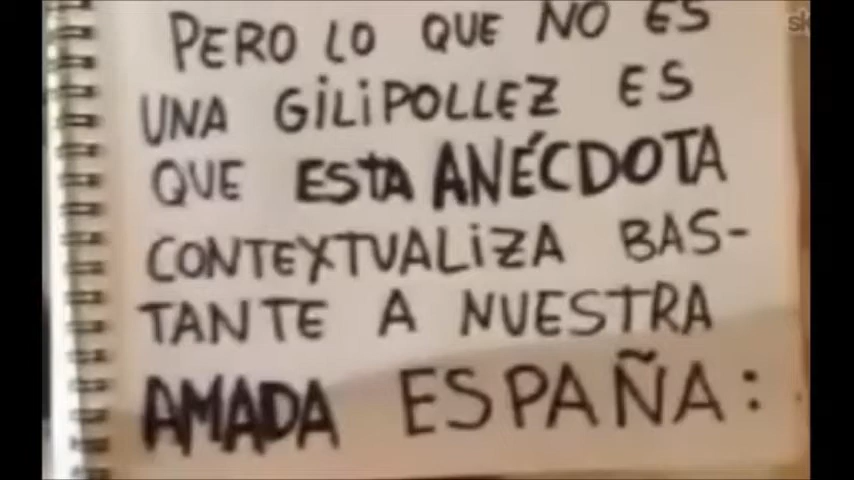 PERO LO QUE NO ES
UNA GILIPOLLEZ ES
QUE ESTA ANÉCDOTA
CONTEXTUALIZA BAS-
TANTE A NUESTRA
AMADA ESPAÑA: